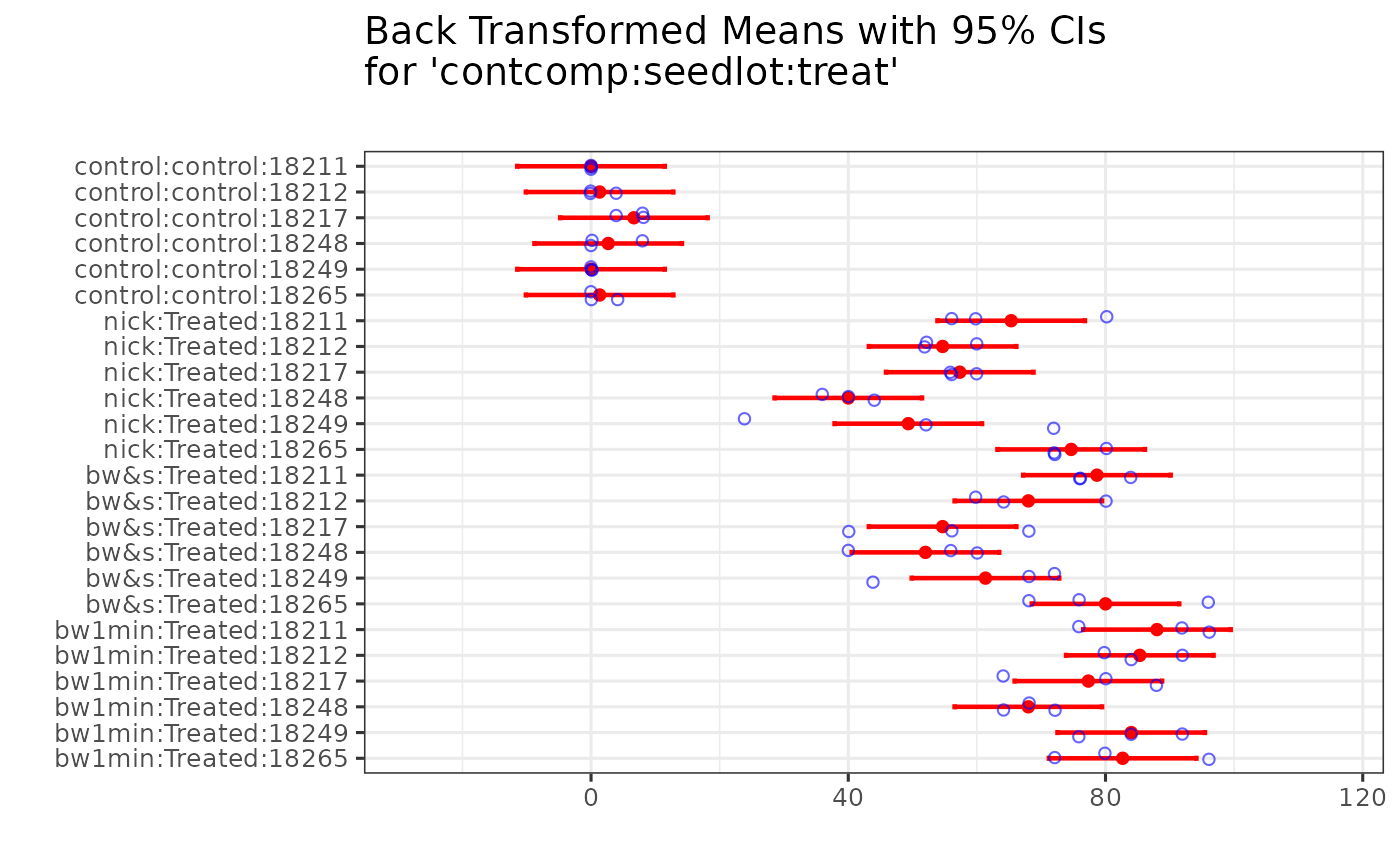 Back Transformed Means with 95% CIs
for 'contcomp:seedlot:treat'
control:control:18211
control:control:18212
control:control:18217
control:control:18248
control:control:18249
control:control:18265
nick:Treated:18211
nick:Treated:18212
nick:Treated:18217
nick:Treated:18248
nick:Treated:18249
nick:Treated:18265
bw&s:Treated:18211
bw&s:Treated:18212
bw&s:Treated:18217
bw&s:Treated:18248
bw&s:Treated:18249
bw&s:Treated:18265
bw1min:Treated:18211
bw1min:Treated:18212
bw1min:Treated:18217
bw1min:Treated:18248
bw1min:Treated:18249
bw1min:Treated:18265
0 40 80 120